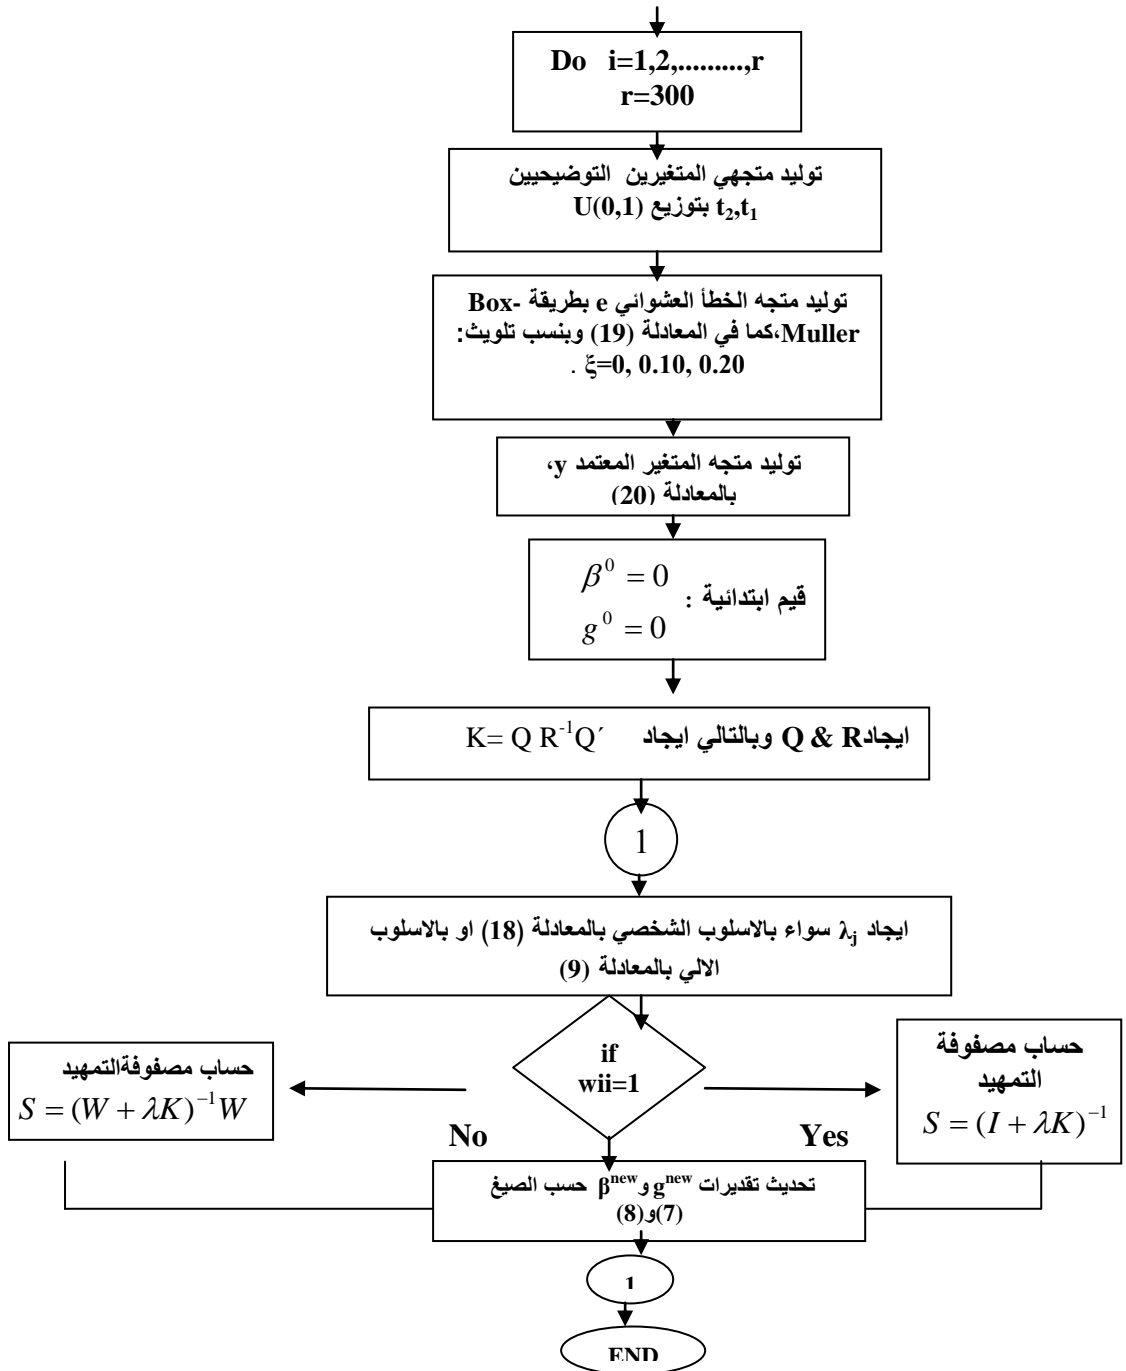 Do i=1,2,.........,r
r=300
توليد متجهي المتغيرين التوضيحيين
t₂,t₁ بتوزيع U(0,1)
توليد متجه الخطأ العشوائي e بطريقة Box-
Muller،كما في المعادلة (19) وبنسب تلويث:
ξ=0, 0.10, 0.20 .
توليد متجه المتغير المعتمد y،
بالمعادلة (20)
β⁰ = 0
قيم ابتدائية :
g⁰ = 0
ايجادQ & R وبالتالي ايجاد K= Q R⁻¹Q′
1
ايجاد λⱼ سواء بالاسلوب الشخصي بالمعادلة (18) او بالاسلوب
الالي بالمعادلة (9)
if
wii=1
حساب مصفوفة
التمهيد
S = (I + λK)⁻¹
حساب مصفوفةالتمهيد
S = (W + λK)⁻¹W
No
Yes
تحديث تقديرات gⁿᵉʷ وβⁿᵉʷ حسب الصيغ
(7)و(8)
1
END